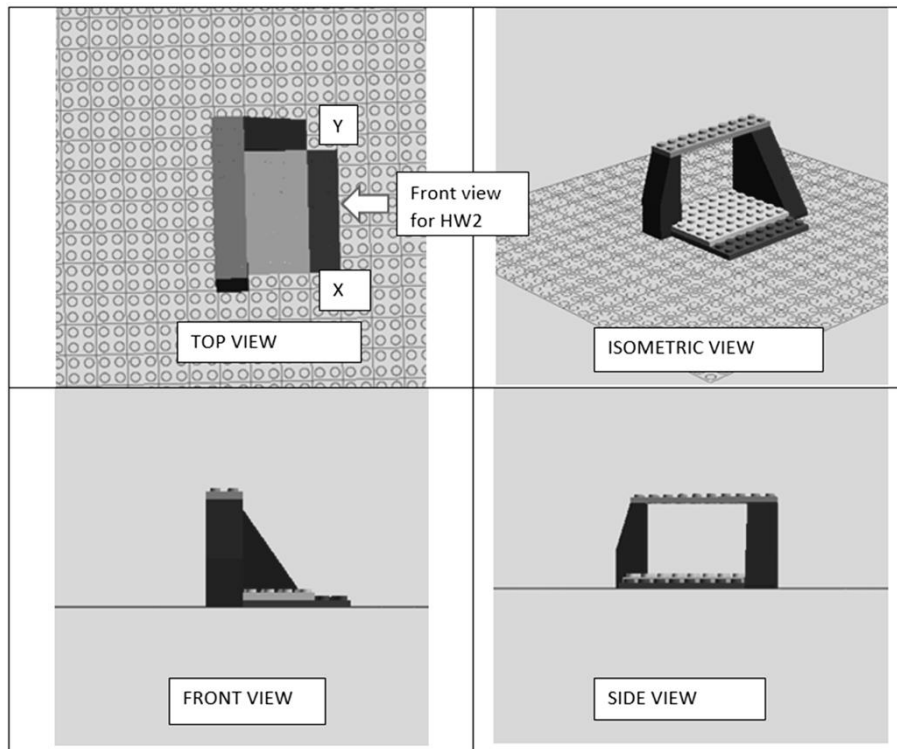 Y
Front view
for HW2
X
TOP VIEW
ISOMETRIC VIEW
FRONT VIEW
SIDE VIEW